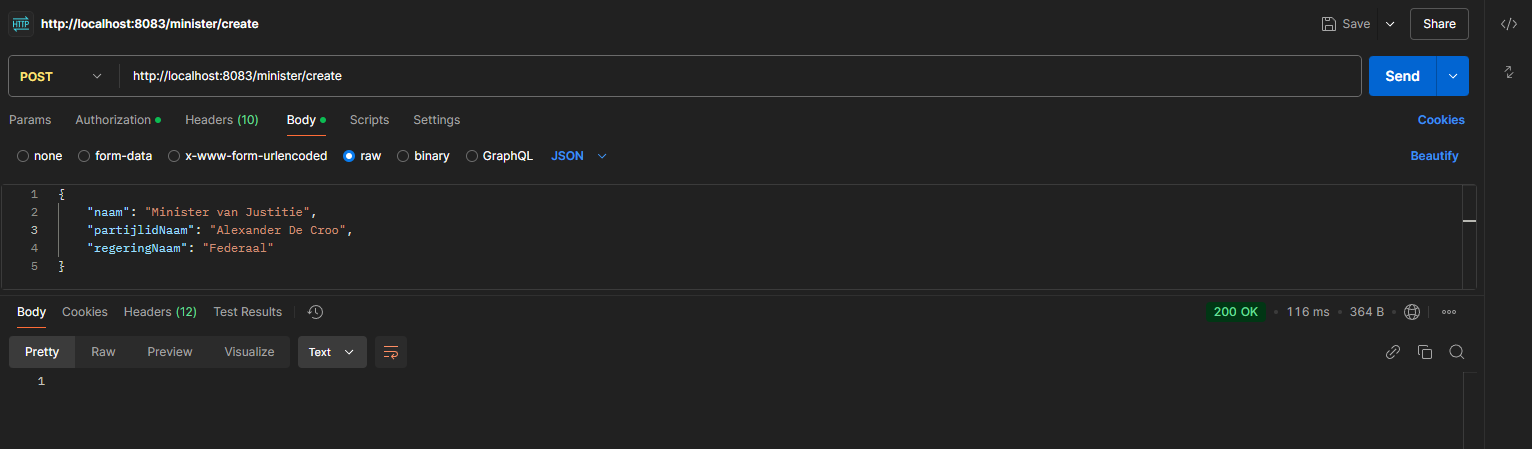 HTTP http://localhost:8083/minister/create Save Share
POST http://localhost:8083/minister/create Send
Params Authorization Headers (10) Body Scripts Settings Cookies
none form-data x-www-form-urlencoded raw binary GraphQL JSON Beautify
1 {
2 "naam": "Minister van Justitie",
3 "partijlidNaam": "Alexander De Croo",
4 "regeringNaam": "Federaal"
5 }
Body Cookies Headers (12) Test Results 200 OK 116 ms 364 B
Pretty Raw Preview Visualize Text
1